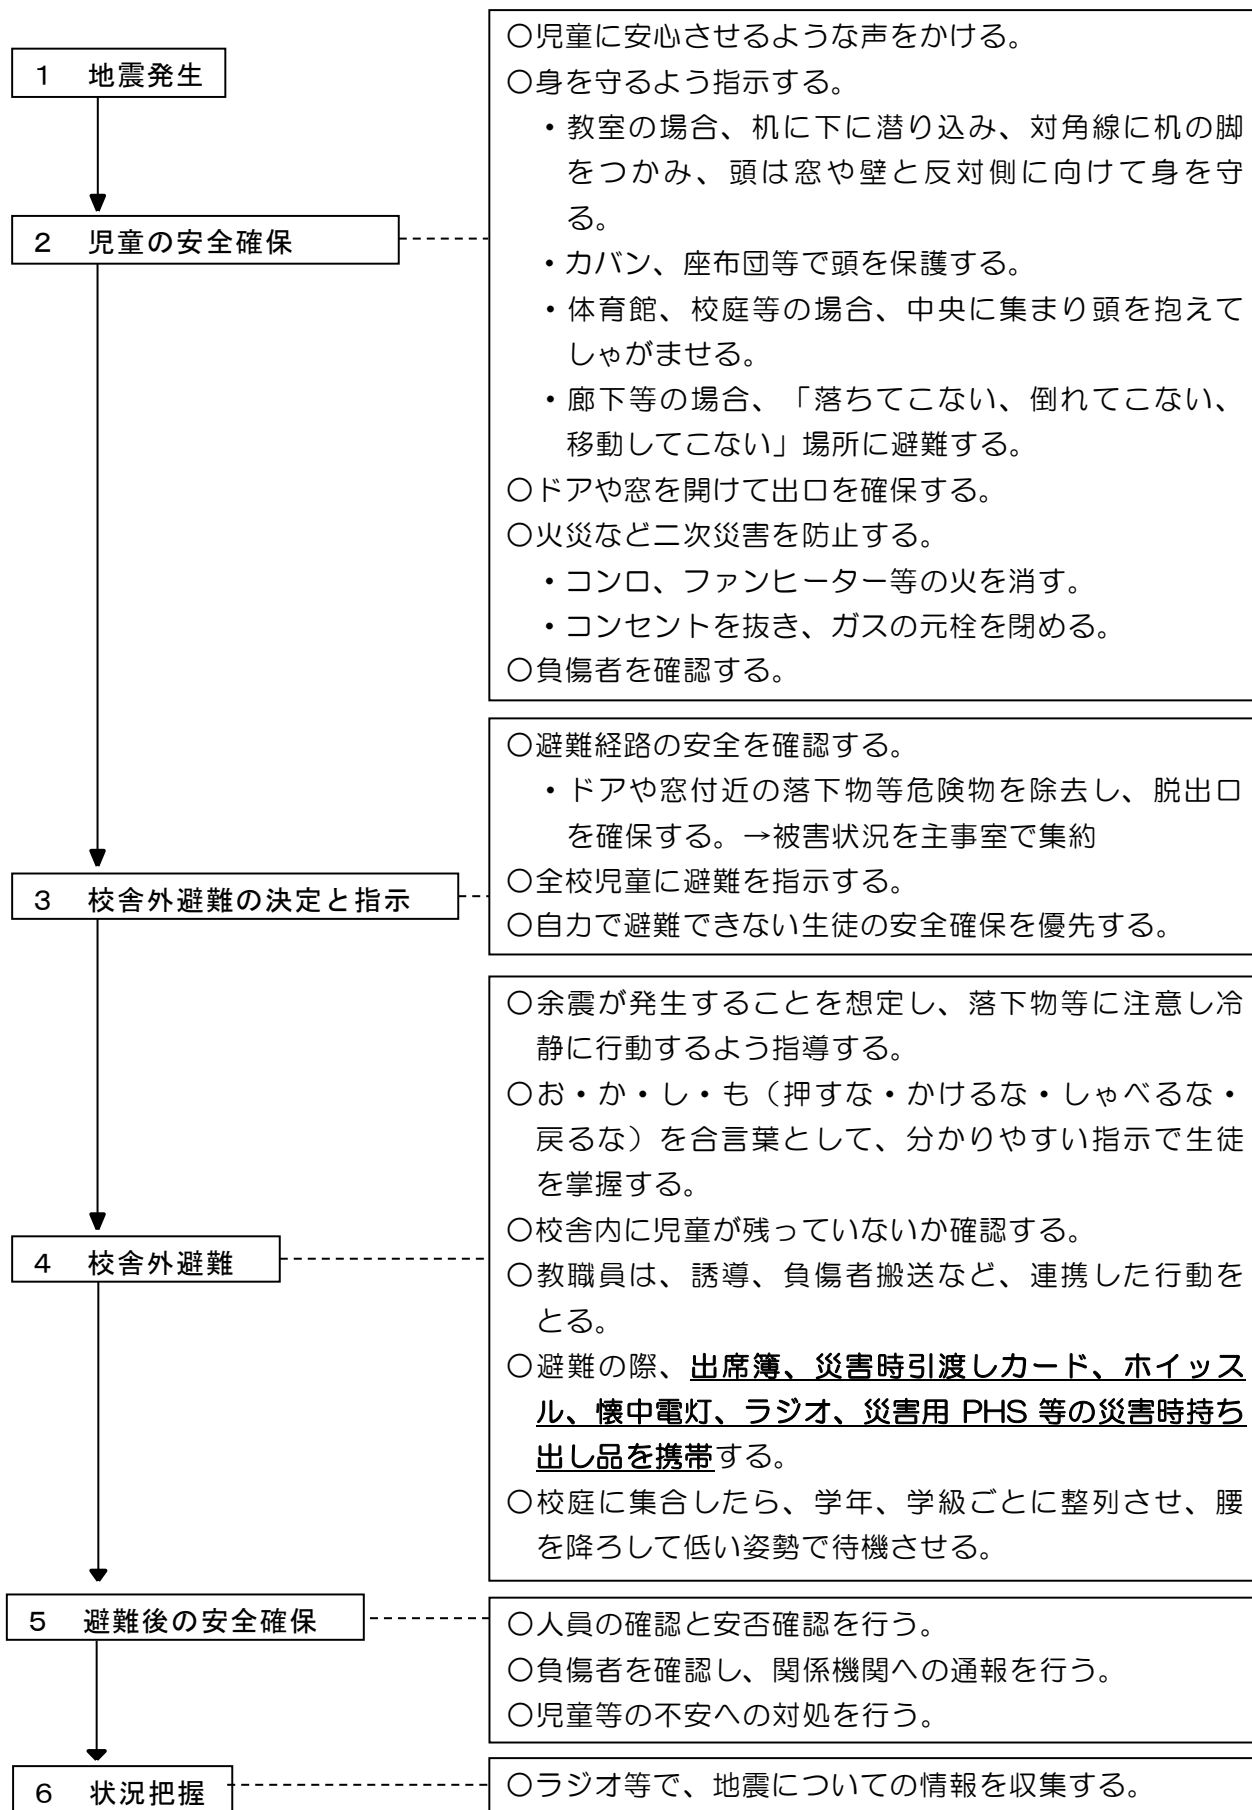 １　地震発生
２　児童の安全確保
○児童に安心させるような声をかける。
○身を守るよう指示する。
・教室の場合、机に下に潜り込み、対角線に机の脚
をつかみ、頭は窓や壁と反対側に向けて身を守
る。
・カバン、座布団等で頭を保護する。
・体育館、校庭等の場合、中央に集まり頭を抱えて
しゃがませる。
・廊下等の場合、「落ちてこない、倒れてこない、
移動してこない」場所に避難する。
○ドアや窓を開けて出口を確保する。
○火災など二次災害を防止する。
・コンロ、ファンヒーター等の火を消す。
・コンセントを抜き、ガスの元栓を閉める。
○負傷者を確認する。
３　校舎外避難の決定と指示
○避難経路の安全を確認する。
・ドアや窓付近の落下物等危険物を除去し、脱出口
を確保する。→被害状況を主事室で集約
○全校児童に避難を指示する。
○自力で避難できない生徒の安全確保を優先する。
４　校舎外避難
○余震が発生することを想定し、落下物等に注意し冷
静に行動するよう指導する。
○お・か・し・も（押すな・かけるな・しゃべるな・
戻るな）を合言葉として、分かりやすい指示で生徒
を掌握する。
○校舎内に児童が残っていないか確認する。
○教職員は、誘導、負傷者搬送など、連携した行動を
とる。
○避難の際、出席簿、災害時引渡しカード、ホイッス
ル、懐中電灯、ラジオ、災害用 PHS 等の災害時持ち
出し品を携帯する。
○校庭に集合したら、学年、学級ごとに整列させ、腰
を降ろして低い姿勢で待機させる。
５　避難後の安全確保
○人員の確認と安否確認を行う。
○負傷者を確認し、関係機関への通報を行う。
○児童等の不安への対処を行う。
６　状況把握
○ラジオ等で、地震についての情報を収集する。